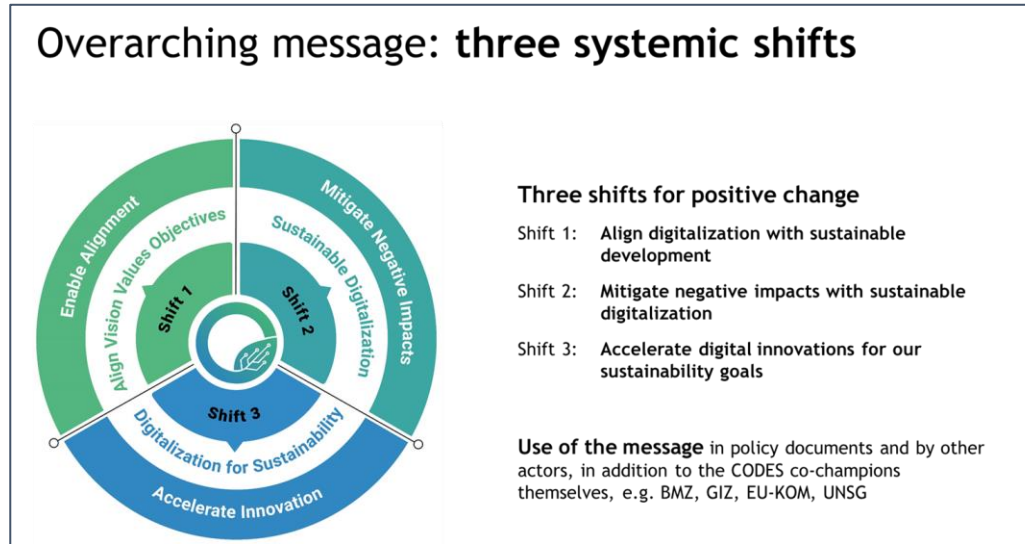 Overarching message: three systemic shifts
Enable Alignment
Align Vision Values Objectives
Shift 1
Mitigate Negative Impacts
Sustainable Digitalization
Shift 2
Shift 3
Digitalization for Sustainability
Accelerate Innovation
Three shifts for positive change
Shift 1: Align digitalization with sustainable
development
Shift 2: Mitigate negative impacts with sustainable
digitalization
Shift 3: Accelerate digital innovations for our
sustainability goals
Use of the message in policy documents and by other
actors, in addition to the CODES co-champions
themselves, e.g. BMZ, GIZ, EU-KOM, UNSG